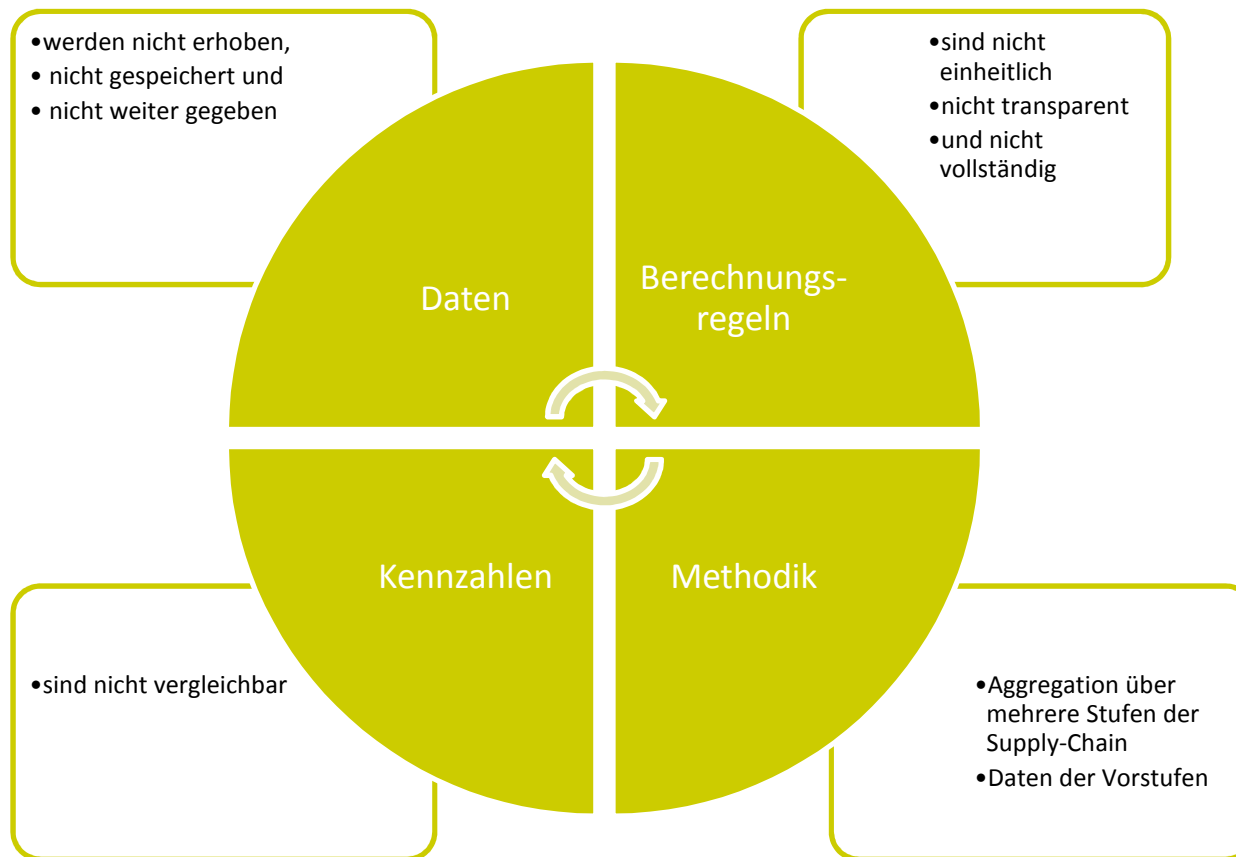 •werden nicht erhoben,
• nicht gespeichert und
• nicht weiter gegeben
•sind nicht
einheitlich
•nicht transparent
•und nicht
vollständig
Daten
Berechnungs-
regeln
Kennzahlen
Methodik
•sind nicht vergleichbar
•Aggregation über
mehrere Stufen der
Supply-Chain
•Daten der Vorstufen